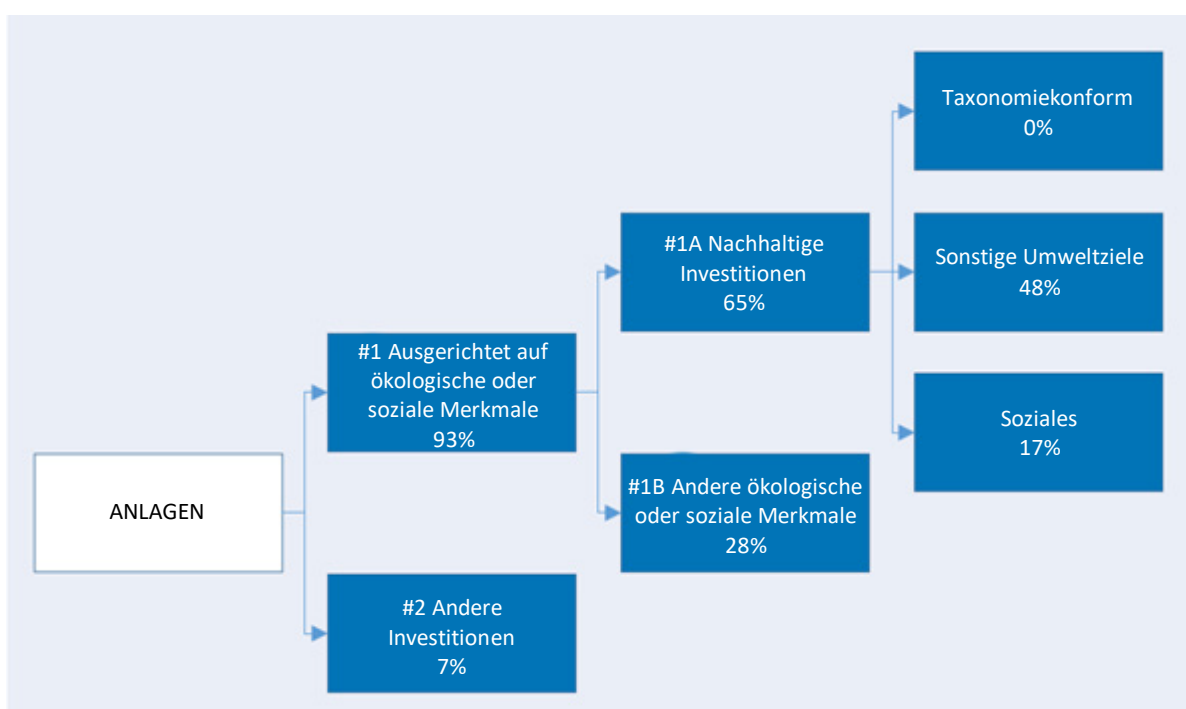 Taxonomiekonform
0%
#1A Nachhaltige
Investitionen
65%
Sonstige Umweltziele
48%
#1 Ausgerichtet auf
ökologische oder
soziale Merkmale
93%
Soziales
17%
ANLAGEN
#1B Andere ökologische
oder soziale Merkmale
28%
#2 Andere
Investitionen
7%